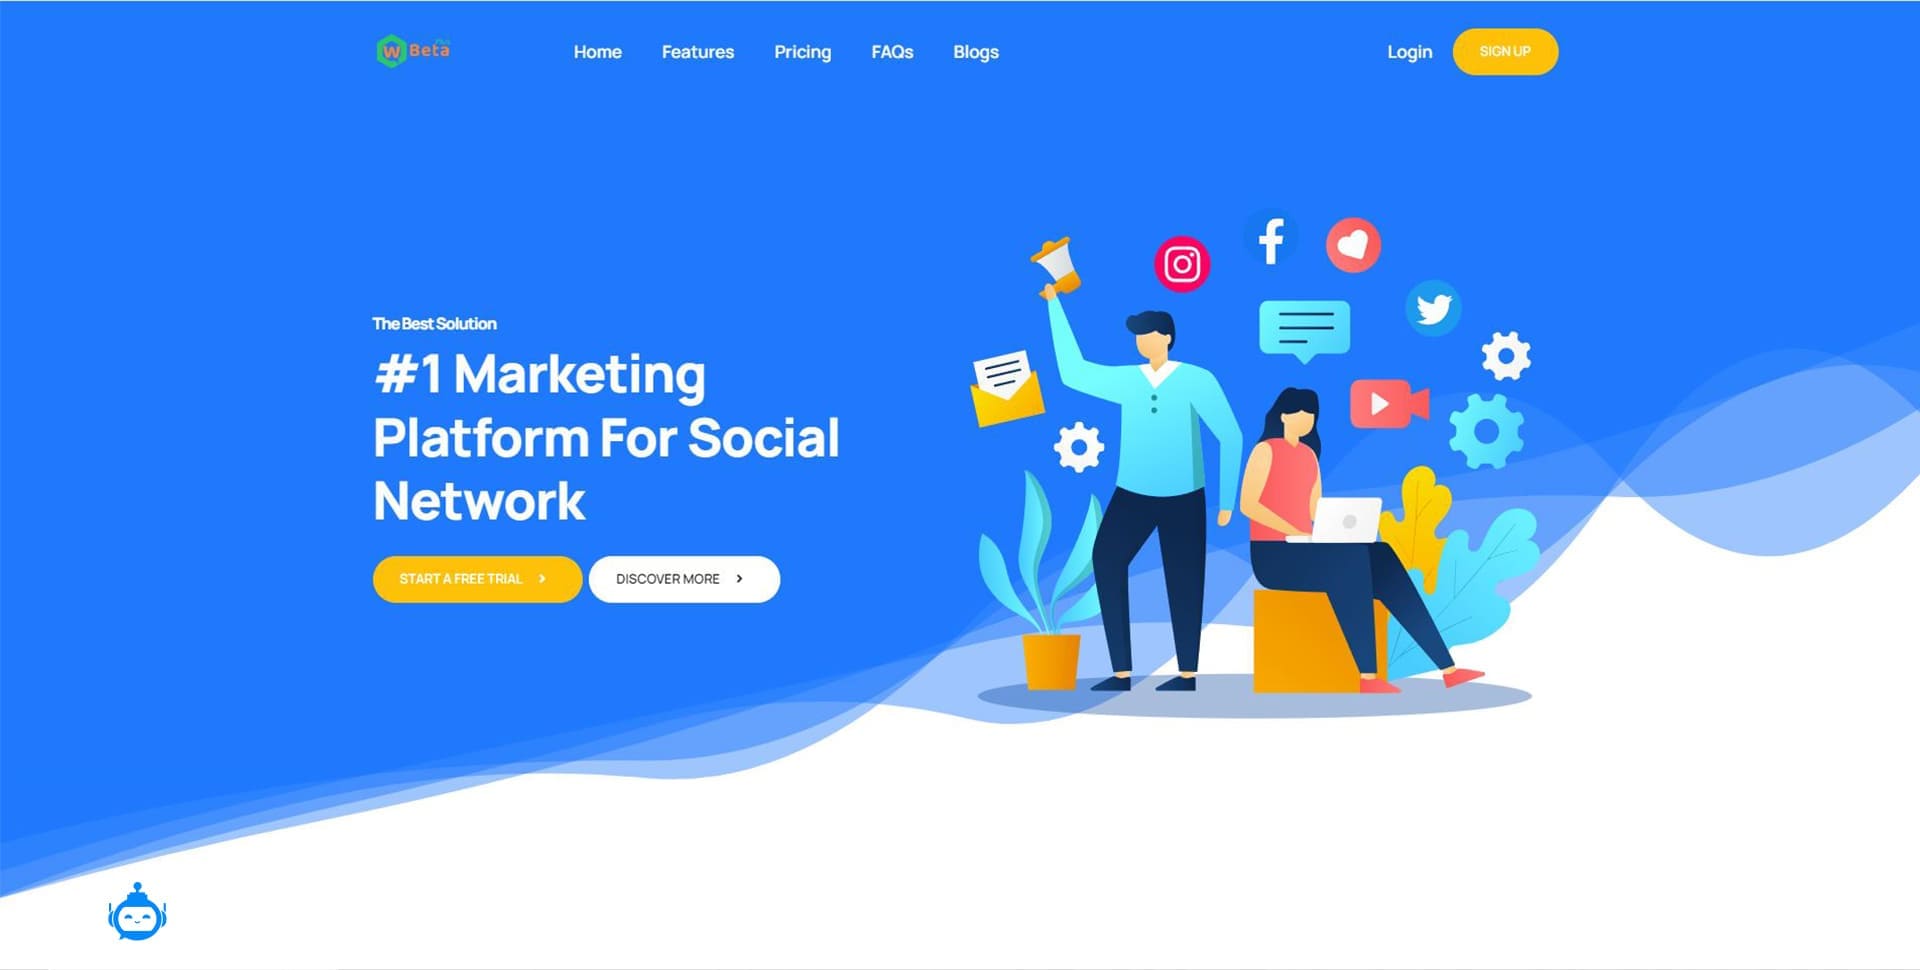 W Beta
Home
Features
Pricing
FAQs
Blogs
Login
SIGN UP
The Best Solution
#1 Marketing
Platform For Social
Network
START A FREE TRIAL
DISCOVER MORE